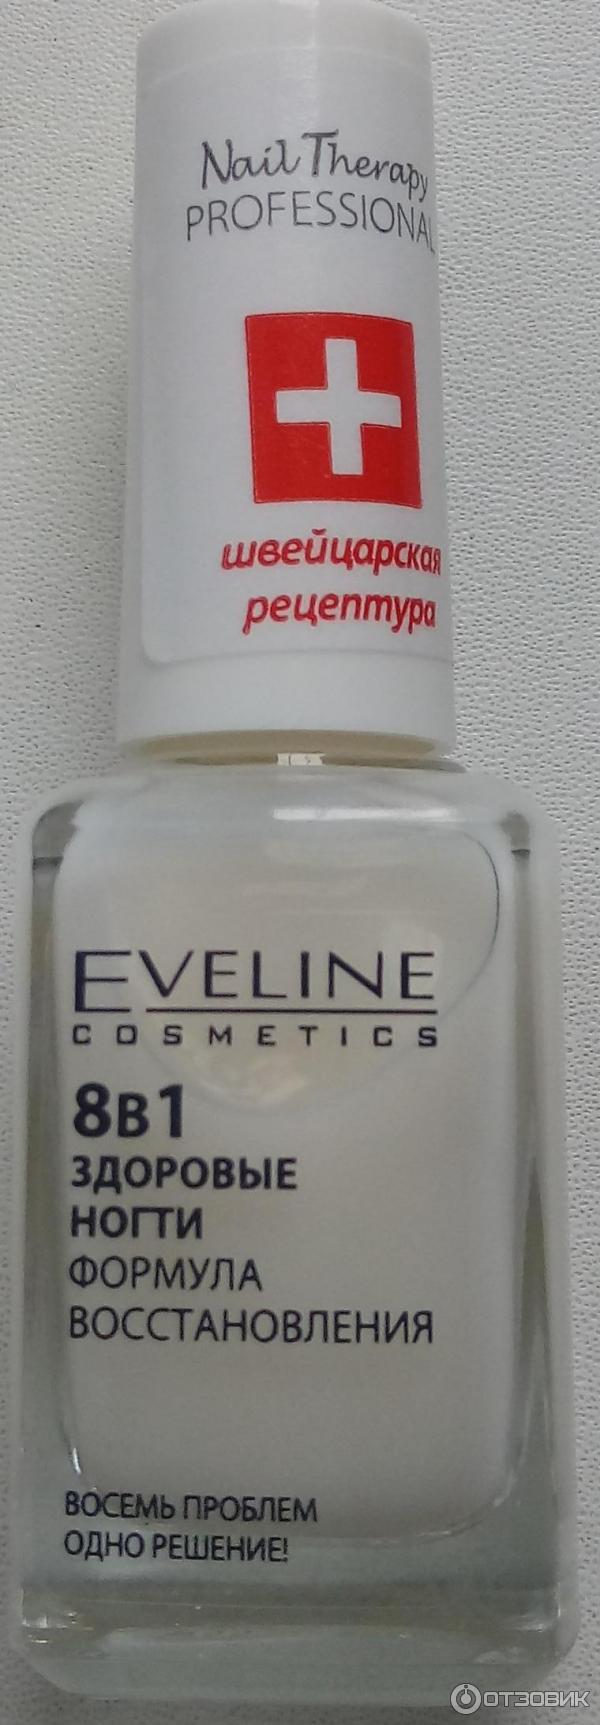 Nail Therapy
PROFESSIONAL
швейцарская
рецептура
EVELINE
COSMETICS
8В1
ЗДОРОВЫЕ
НОГТИ
ФОРМУЛА
ВОССТАНОВЛЕНИЯ
ВОСЕМЬ ПРОБЛЕМ
ОДНО РЕШЕНИЕ!
ОТЗОВИК